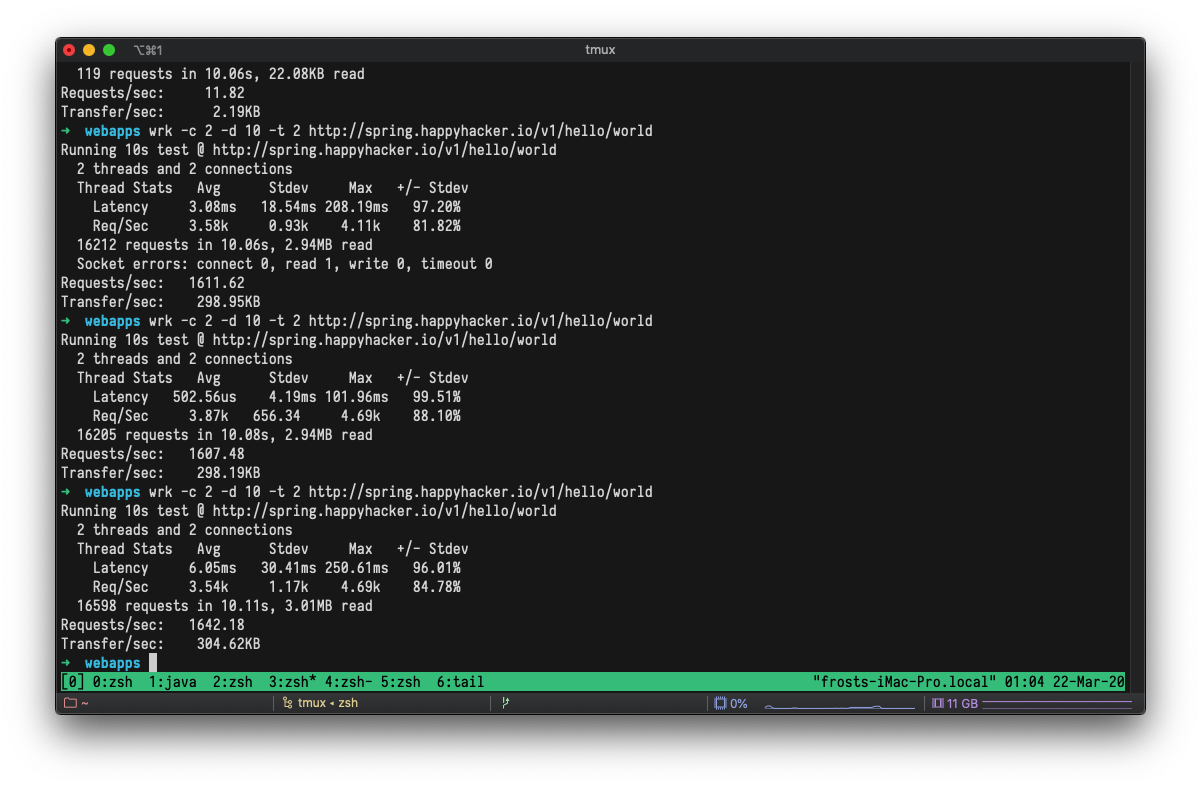 ⌥⌘1
tmux
119 requests in 10.06s, 22.08KB read
Requests/sec:     11.82
Transfer/sec:      2.19KB
➜  webapps wrk -c 2 -d 10 -t 2 http://spring.happyhacker.io/v1/hello/world
Running 10s test @ http://spring.happyhacker.io/v1/hello/world
  2 threads and 2 connections
  Thread Stats   Avg      Stdev     Max   +/- Stdev
    Latency     3.08ms   18.54ms 208.19ms   97.20%
    Req/Sec     3.58k     0.93k    4.11k    81.82%
  16212 requests in 10.06s, 2.94MB read
  Socket errors: connect 0, read 1, write 0, timeout 0
Requests/sec:   1611.62
Transfer/sec:    298.95KB
➜  webapps wrk -c 2 -d 10 -t 2 http://spring.happyhacker.io/v1/hello/world
Running 10s test @ http://spring.happyhacker.io/v1/hello/world
  2 threads and 2 connections
  Thread Stats   Avg      Stdev     Max   +/- Stdev
    Latency   502.56us    4.19ms 101.96ms   99.51%
    Req/Sec     3.87k   656.34     4.69k    88.10%
  16205 requests in 10.08s, 2.94MB read
Requests/sec:   1607.48
Transfer/sec:    298.19KB
➜  webapps wrk -c 2 -d 10 -t 2 http://spring.happyhacker.io/v1/hello/world
Running 10s test @ http://spring.happyhacker.io/v1/hello/world
  2 threads and 2 connections
  Thread Stats   Avg      Stdev     Max   +/- Stdev
    Latency     6.05ms   30.41ms 250.61ms   96.01%
    Req/Sec     3.54k     1.17k    4.69k    84.78%
  16598 requests in 10.11s, 3.01MB read
Requests/sec:   1642.18
Transfer/sec:    304.62KB
➜  webapps
[0] 0:zsh  1:java  2:zsh  3:zsh* 4:zsh- 5:zsh  6:tail "frosts-iMac-Pro.local" 01:04 22-Mar-20
~ tmux ◂ zsh 0% 11 GB